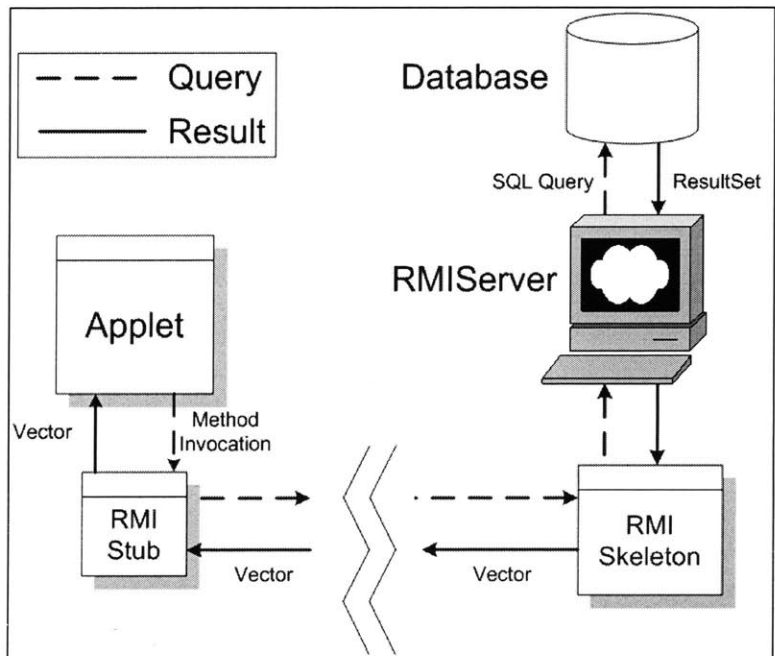 Query
Result
Database
SQL Query
ResultSet
RMIServer
Applet
Vector
Method
Invocation
RMI
Stub
Vector
Vector
RMI
Skeleton